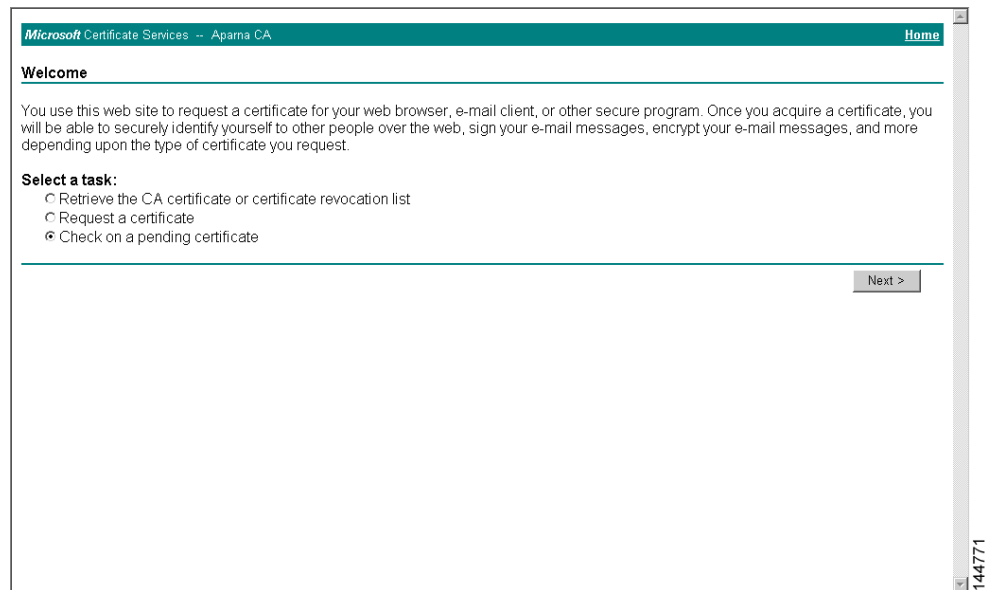 Microsoft Certificate Services -- Aparna CA Home
Welcome
You use this web site to request a certificate for your web browser, e-mail client, or other secure program. Once you acquire a certificate, you
will be able to securely identify yourself to other people over the web, sign your e-mail messages, encrypt your e-mail messages, and more
depending upon the type of certificate you request.
Select a task:
Retrieve the CA certificate or certificate revocation list
Request a certificate
Check on a pending certificate
Next >
144771